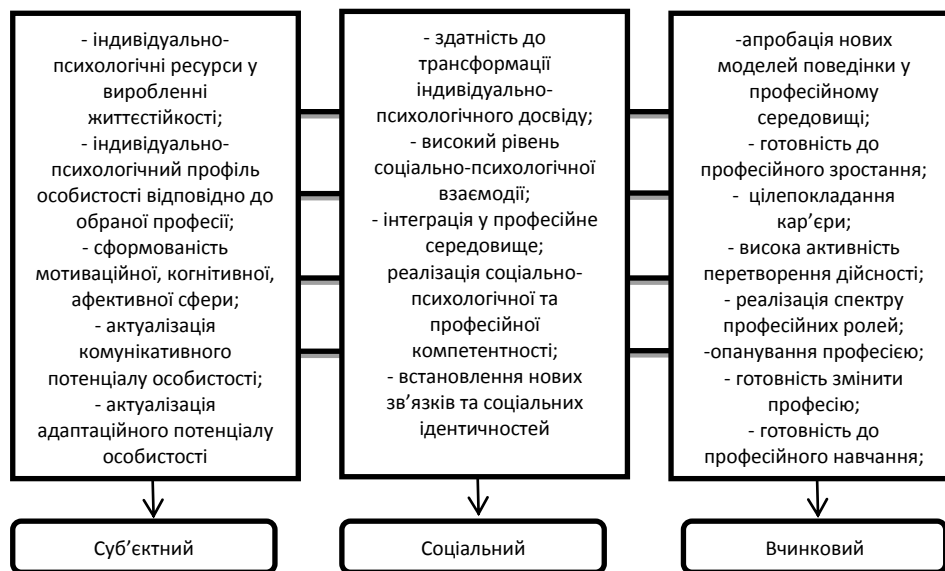 - індивідуально-
психологічні ресурси у
виробленні
життєстійкості;
- індивідуально-
психологічний профіль
особистості відповідно до
обраної професії;
- сформованість
мотиваційної, когнітивної,
афективної сфери;
- актуалізація
комунікативного
потенціалу особистості;
- актуалізація
адаптаційного потенціалу
особистості
- здатність до
трансформації
індивідуально-
психологічного досвіду;
- високий рівень
соціально-психологічної
взаємодії;
- інтеграція у професійне
середовище;
реалізація соціально-
психологічної та
професійної
компетентності;
- встановлення нових
зв’язків та соціальних
ідентичностей
-апробація нових
моделей поведінки у
професійному
середовищі;
- готовність до
професійного зростання;
- цілепокладання
кар’єри;
- висока активність
перетворення дійсності;
- реалізація спектру
професійних ролей;
-опанування професією;
- готовність змінити
професію;
- готовність до
професійного навчання;
Суб’єктний
Соціальний
Вчинковий